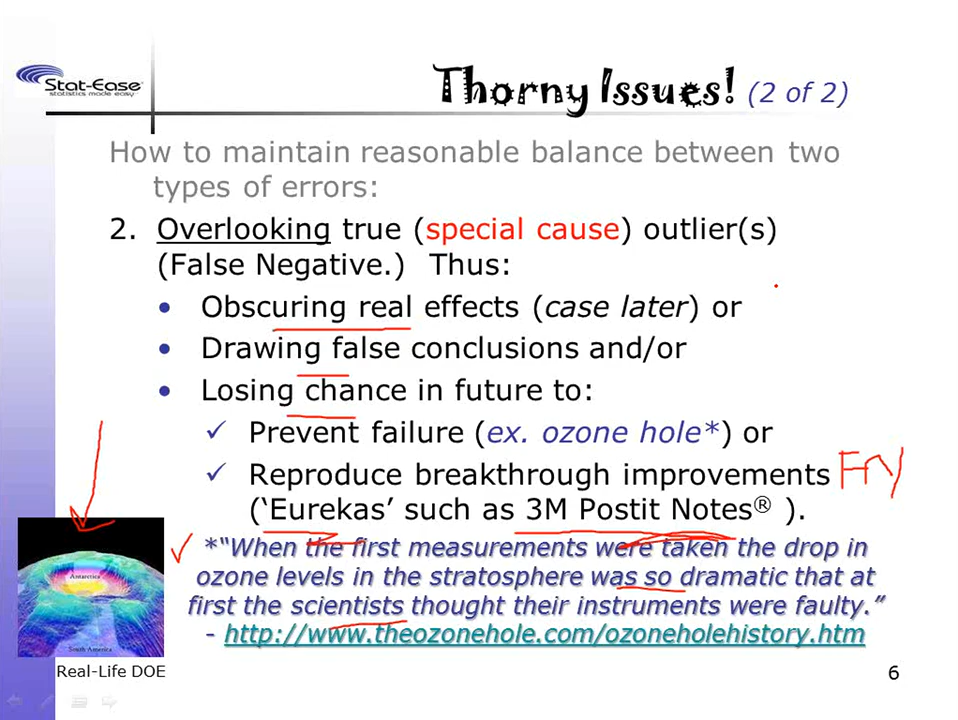 Stat-Ease
statistics made easy
Thorny Issues! (2 of 2)
How to maintain reasonable balance between two
types of errors:
2. Overlooking true (special cause) outlier(s)
(False Negative.) Thus:
• Obscuring real effects (case later) or
• Drawing false conclusions and/or
• Losing chance in future to:
✓ Prevent failure (ex. ozone hole*) or
✓ Reproduce breakthrough improvements
Fry
(‘Eurekas’ such as 3M Postit Notes® ).
*“When the first measurements were taken the drop in
ozone levels in the stratosphere was so dramatic that at
first the scientists thought their instruments were faulty.”
- http://www.theozonehole.com/ozoneholehistory.htm
Antarctica
South America
Real-Life DOE
6